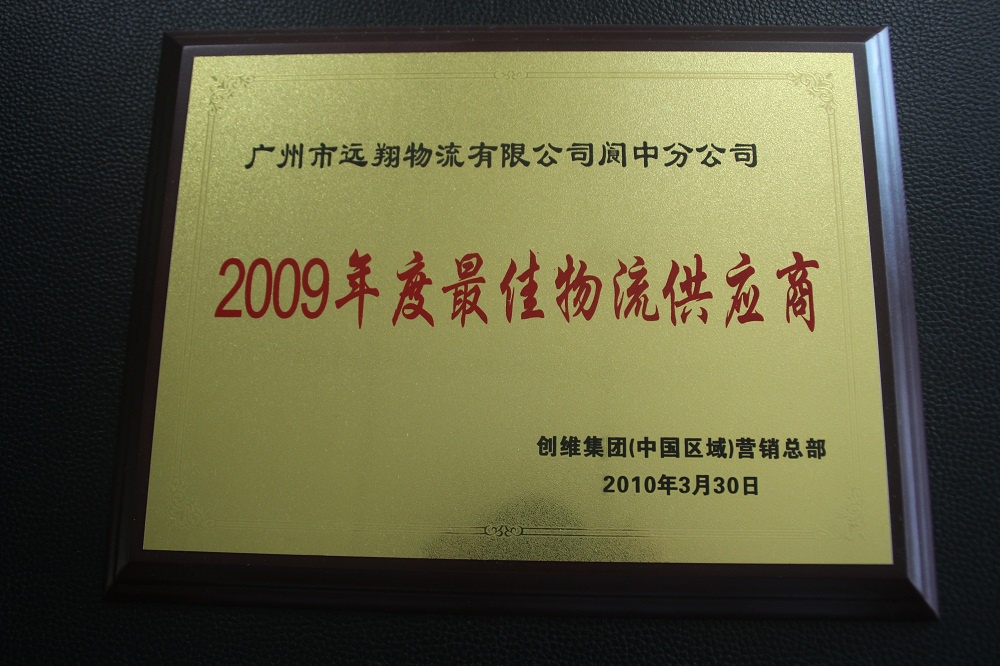 广州市远翔物流有限公司阆中分公司
2009年度最佳物流供应商
创维集团(中国区域)营销总部
2010年3月30日